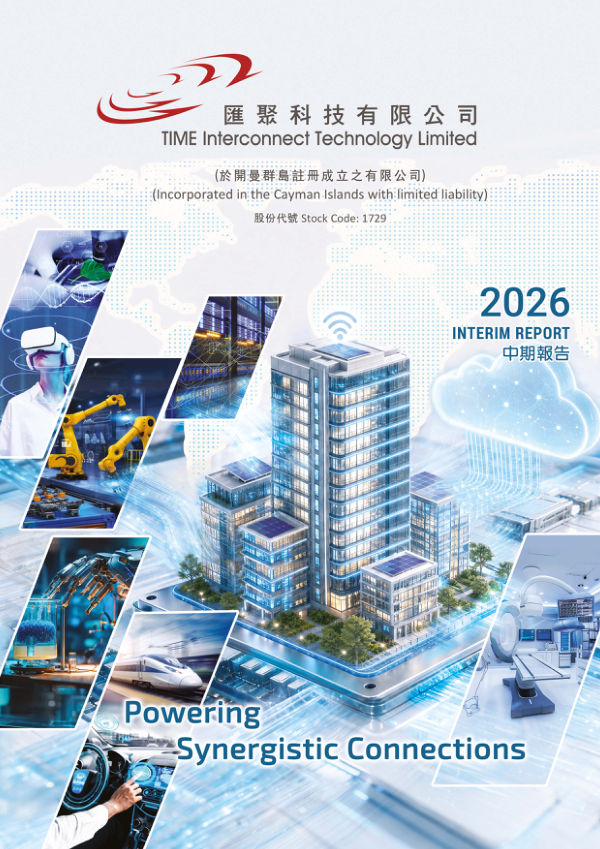 匯聚科技有限公司
TIME Interconnect Technology Limited
(於開曼群島註冊成立之有限公司)
(Incorporated in the Cayman Islands with limited liability)
股份代號 Stock Code: 1729
2026
INTERIM REPORT
中期報告
Powering
Synergistic Connections